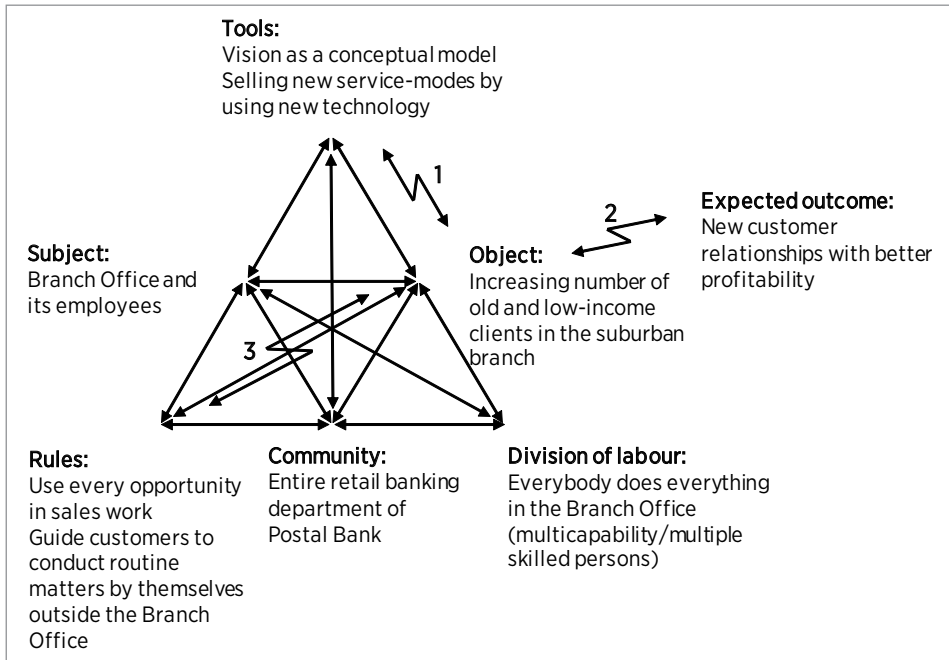 Tools:
Vision as a conceptual model
Selling new service-modes by
using new technology
1
2
Expected outcome:
New customer
relationships with better
profitability
Subject:
Branch Office and
its employees
Object:
Increasing number of
old and low-income
clients in the suburban
branch
3
Rules:
Use every opportunity
in sales work
Guide customers to
conduct routine
matters by themselves
outside the Branch
Office
Community:
Entire retail banking
department of
Postal Bank
Division of labour:
Everybody does everything
in the Branch Office
(multicapability/multiple
skilled persons)